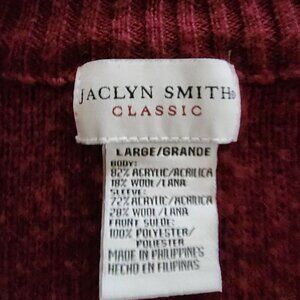 JACLYN SMITH®
CLASSIC
LARGE/GRANDE
BODY:
82% ACRYLIC/ACRILICA
18% WOOL/LANA
SLEEVE:
72% ACRYLIC/ACRILICA
28% WOOL/LANA
FRONT SUEDE:
100% POLYESTER/
POLIESTER
MADE IN PHILIPPINES
HECHO EN FILIPINAS